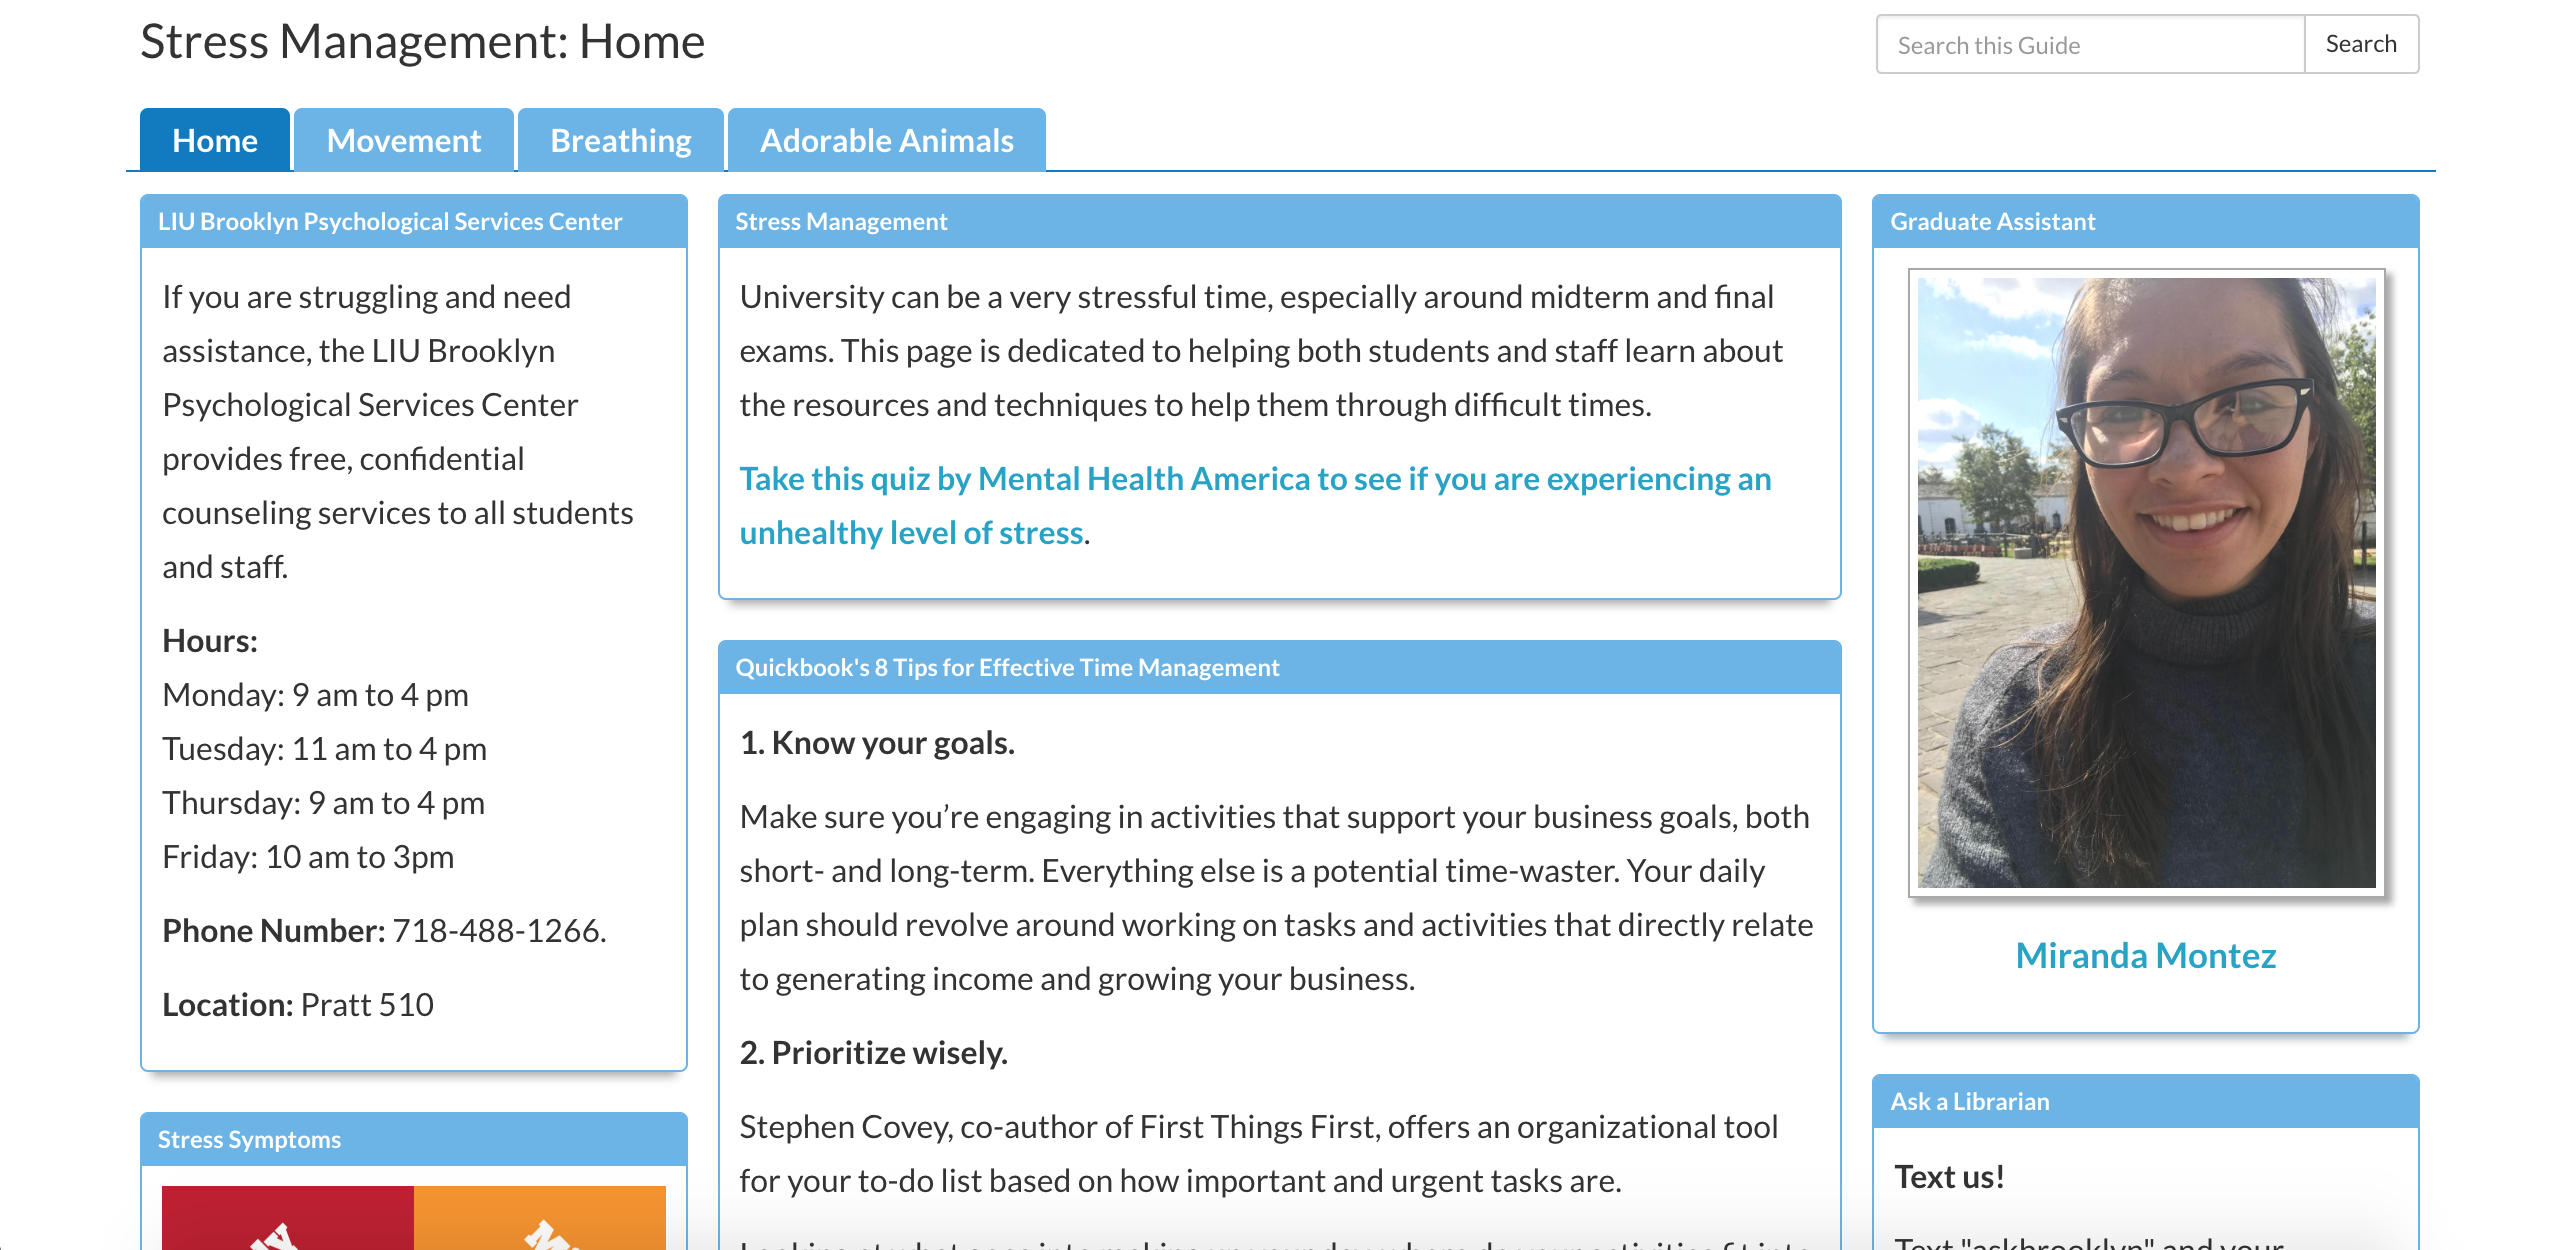 Stress Management: Home
Search this Guide
Search
Home
Movement
Breathing
Adorable Animals
LIU Brooklyn Psychological Services Center
If you are struggling and need
assistance, the LIU Brooklyn
Psychological Services Center
provides free, confidential
counseling services to all students
and staff.
Hours:
Monday: 9 am to 4 pm
Tuesday: 11 am to 4 pm
Thursday: 9 am to 4 pm
Friday: 10 am to 3pm
Phone Number: 718-488-1266.
Location: Pratt 510
Stress Symptoms
Stress Management
University can be a very stressful time, especially around midterm and final
exams. This page is dedicated to helping both students and staff learn about
the resources and techniques to help them through difficult times.
Take this quiz by Mental Health America to see if you are experiencing an
unhealthy level of stress.
Quickbook's 8 Tips for Effective Time Management
1. Know your goals.
Make sure you’re engaging in activities that support your business goals, both
short- and long-term. Everything else is a potential time-waster. Your daily
plan should revolve around working on tasks and activities that directly relate
to generating income and growing your business.
2. Prioritize wisely.
Stephen Covey, co-author of First Things First, offers an organizational tool
for your to-do list based on how important and urgent tasks are.
Graduate Assistant
Miranda Montez
Ask a Librarian
Text us!
Text "askbrooklyn" and your